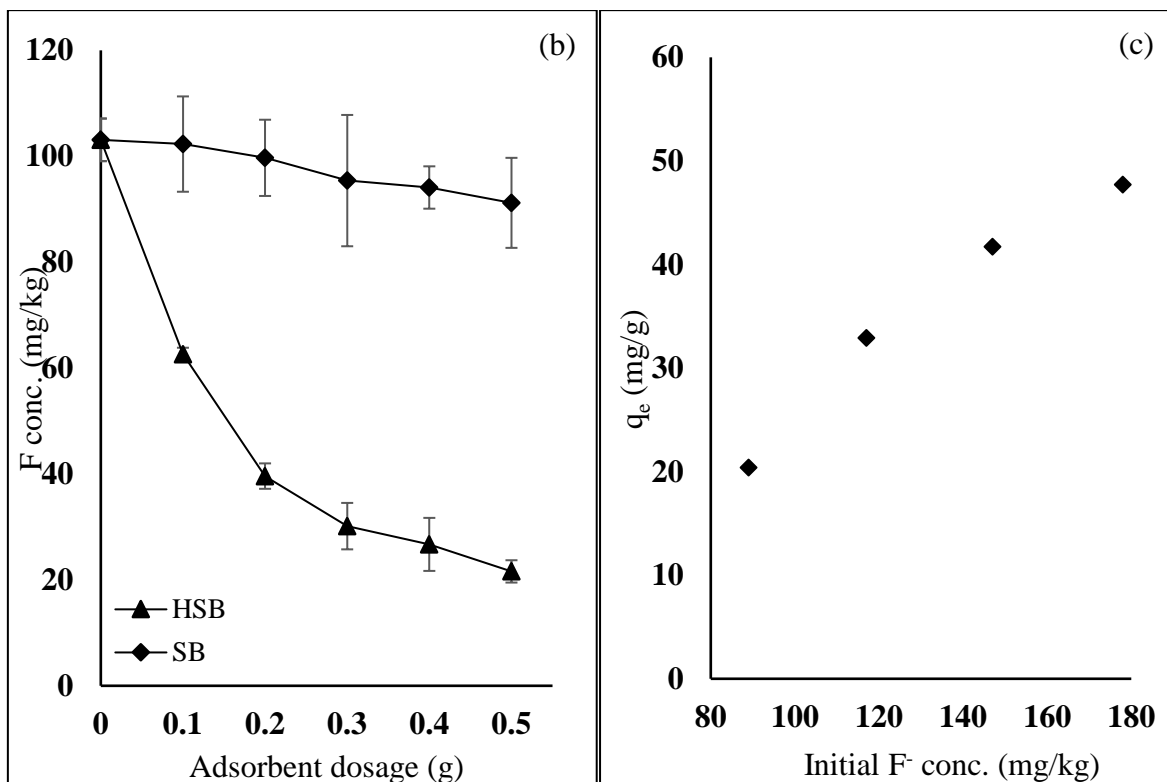 (b)
120
100
80
60
40
20
0
F conc. (mg/kg)
HSB
SB
0 0.1 0.2 0.3 0.4 0.5
Adsorbent dosage (g)
(c)
60
50
40
30
20
10
0
qₑ (mg/g)
80 100 120 140 160 180
Initial F⁻ conc. (mg/kg)